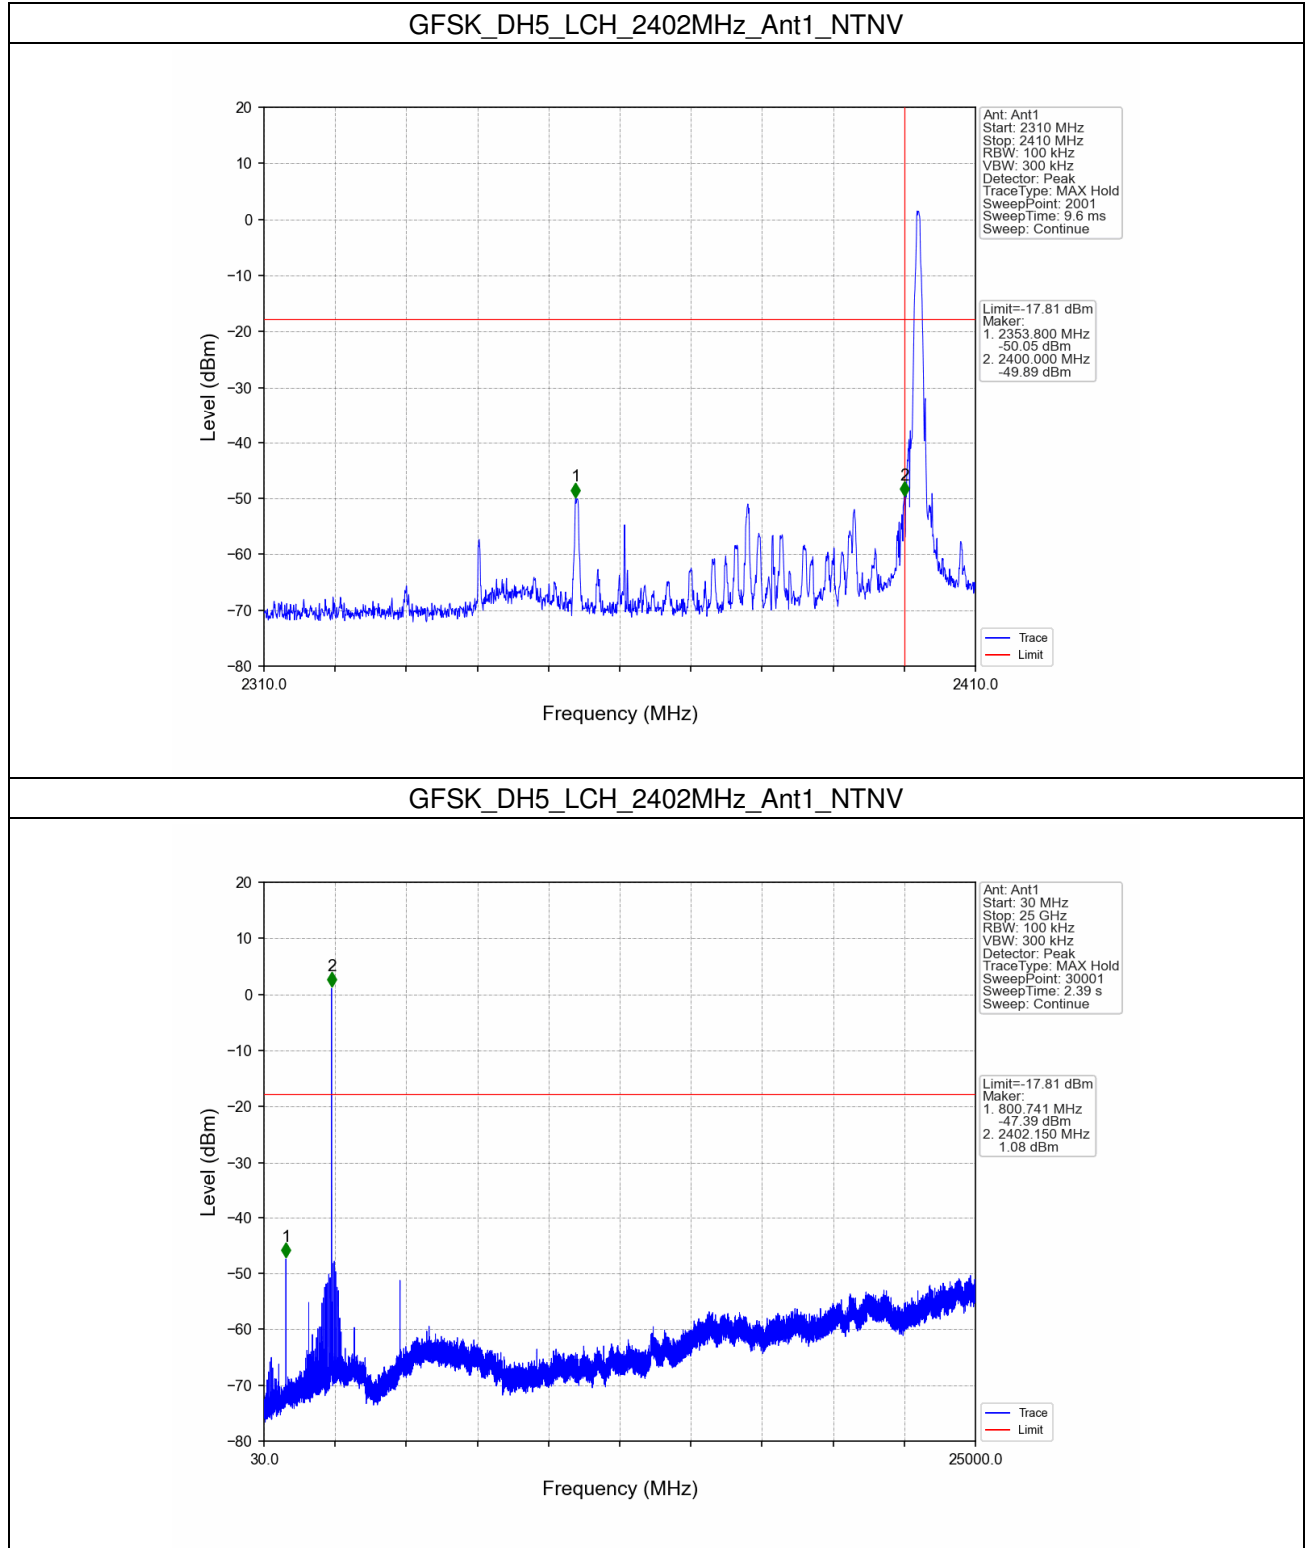 GFSK_DH5_LCH_2402MHz_Ant1_NTNV
20
10
0
−10
−20
−30
−40
−50
−60
−70
−80
Level (dBm)
1
2
2310.0
2410.0
Frequency (MHz)
Ant: Ant1
Start: 2310 MHz
Stop: 2410 MHz
RBW: 100 kHz
VBW: 300 kHz
Detector: Peak
TraceType: MAX Hold
SweepPoint: 2001
SweepTime: 9.6 ms
Sweep: Continue
Limit=-17.81 dBm
Maker:
1. 2353.800 MHz
-50.05 dBm
2. 2400.000 MHz
-49.89 dBm
Trace
Limit
GFSK_DH5_LCH_2402MHz_Ant1_NTNV
20
10
0
−10
−20
−30
−40
−50
−60
−70
−80
Level (dBm)
1
2
30.0
25000.0
Frequency (MHz)
Ant: Ant1
Start: 30 MHz
Stop: 25 GHz
RBW: 100 kHz
VBW: 300 kHz
Detector: Peak
TraceType: MAX Hold
SweepPoint: 30001
SweepTime: 2.39 s
Sweep: Continue
Limit=-17.81 dBm
Maker:
1. 800.741 MHz
-47.39 dBm
2. 2402.150 MHz
1.08 dBm
Trace
Limit